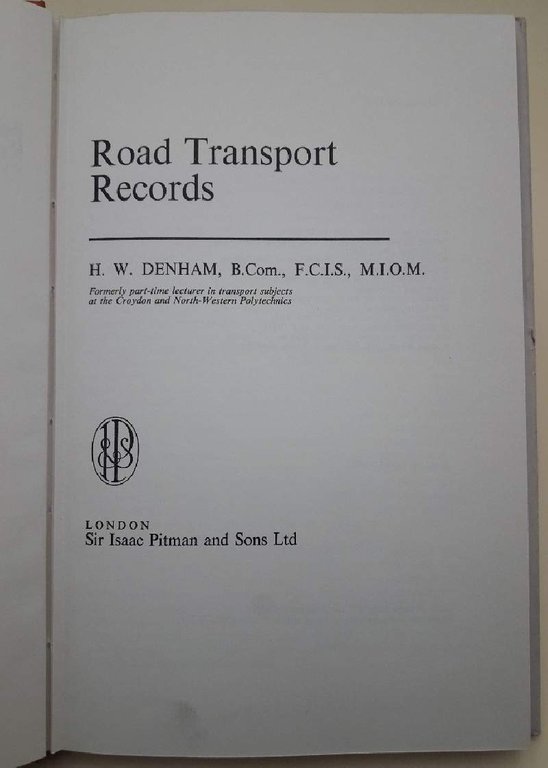 Road Transport
Records
H. W. DENHAM, B.Com., F.C.I.S., M.I.O.M.
Formerly part-time lecturer in transport subjects
at the Croydon and North-Western Polytechnics
LONDON
Sir Isaac Pitman and Sons Ltd